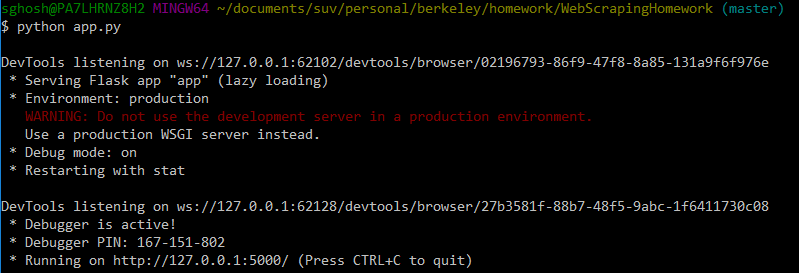 sghosh@PA7LHRNZ8H2 MINGW64 ~/documents/suv/personal/berkeley/homework/WebScrapingHomework (master)
$ python app.py
DevTools listening on ws://127.0.0.1:62102/devtools/browser/02196793-86f9-47f8-8a85-131a9f6f976e
* Serving Flask app "app" (lazy loading)
* Environment: production
WARNING: Do not use the development server in a production environment.
Use a production WSGI server instead.
* Debug mode: on
* Restarting with stat
DevTools listening on ws://127.0.0.1:62128/devtools/browser/27b3581f-88b7-48f5-9abc-1f6411730c08
* Debugger is active!
* Debugger PIN: 167-151-802
* Running on http://127.0.0.1:5000/ (Press CTRL+C to quit)